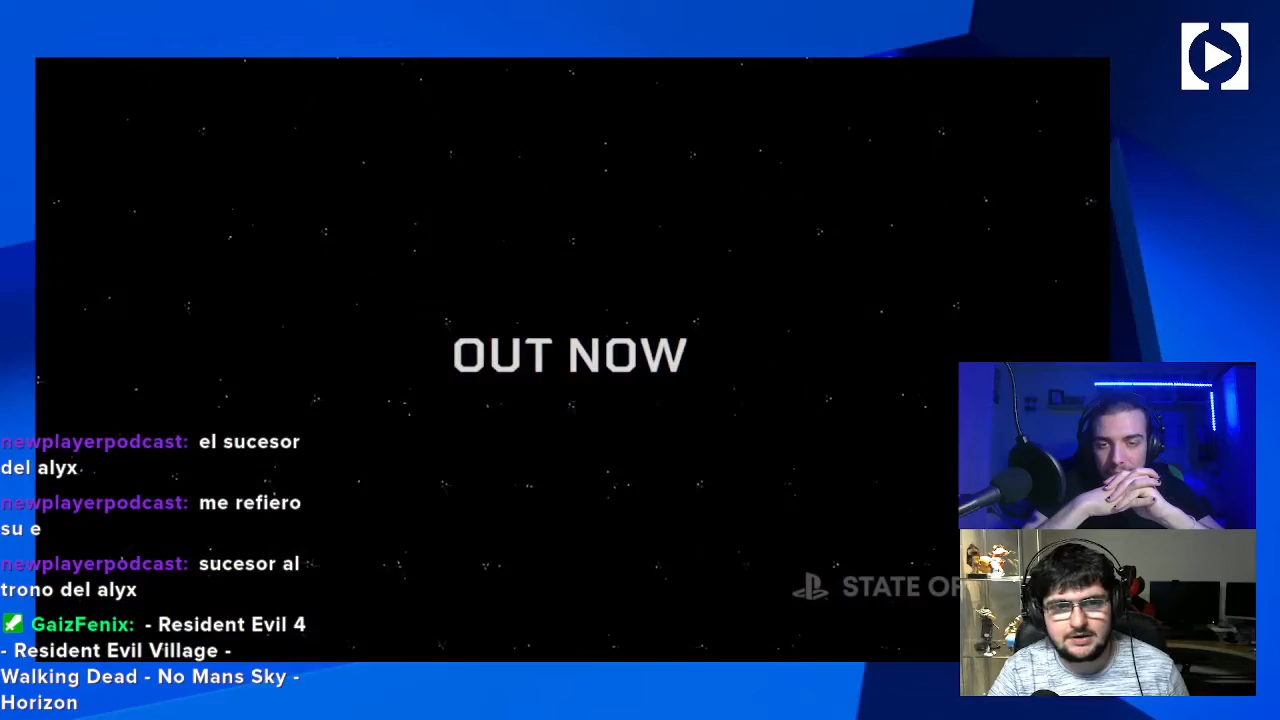 OUT NOW
newplayerpodcast: el sucesor
del alyx
newplayerpodcast: me refiero
su e
newplayerpodcast: sucesor al
trono del alyx
GaizFenix: - Resident Evil 4
- Resident Evil Village -
Walking Dead - No Mans Sky -
Horizon
STATE OF